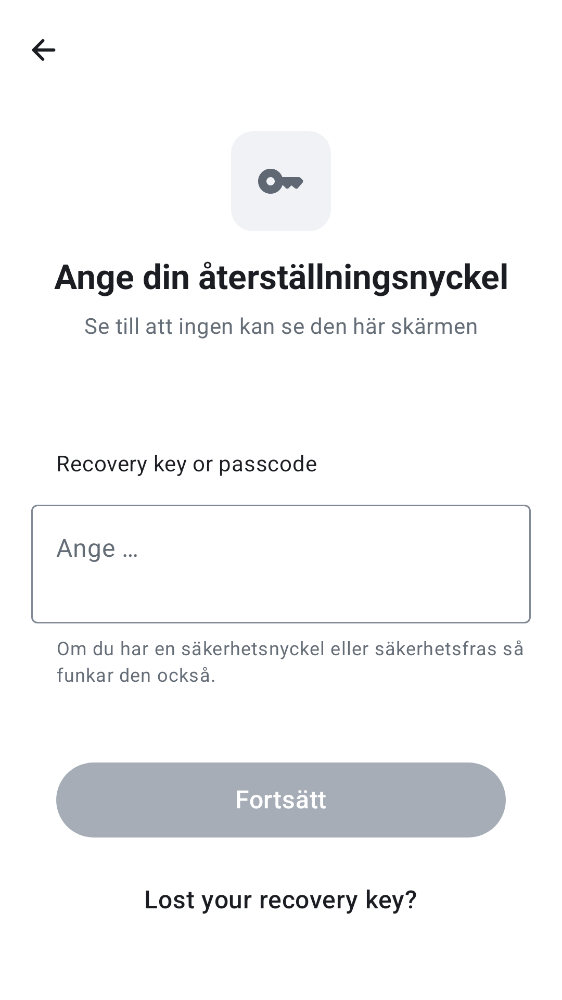 Ange din återställningsnyckel
Se till att ingen kan se den här skärmen
Recovery key or passcode
Ange …
Om du har en säkerhetsnyckel eller säkerhetsfras så
funkar den också.
Fortsätt
Lost your recovery key?